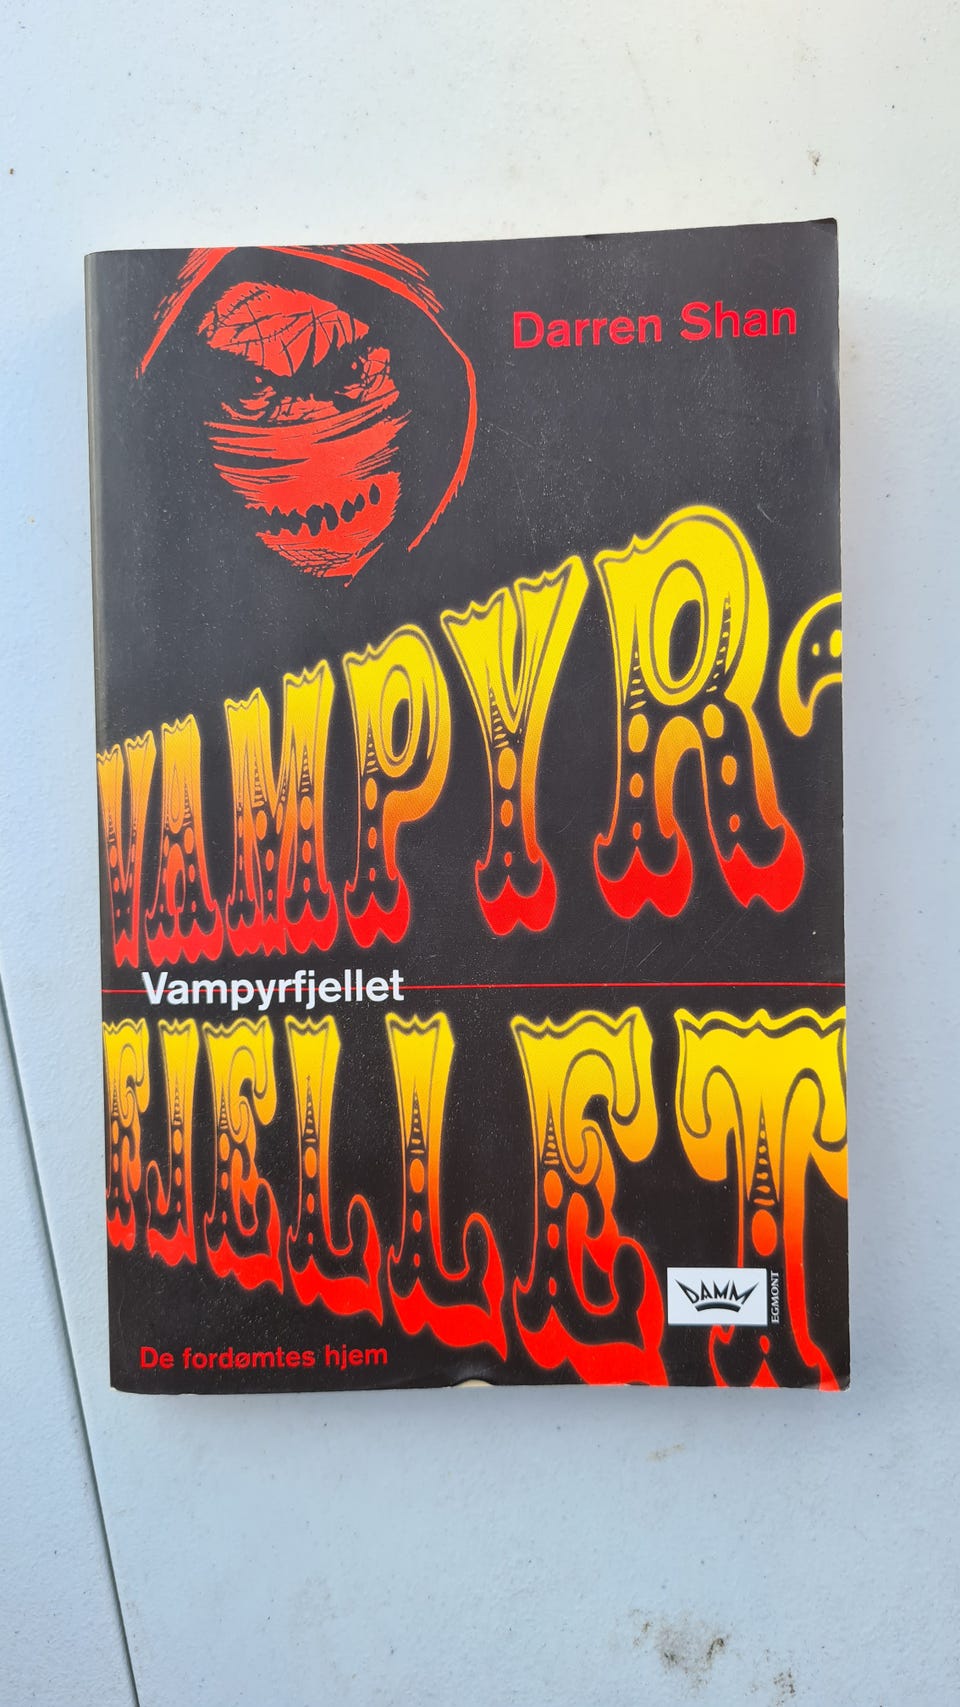 Darren Shan
VAMPYR-
Vampyrfjellet
FJELLET
DAMM
EGMONT
De fordømtes hjem